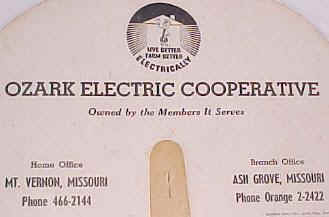 LIVE BETTER
FARM BETTER
ELECTRICALLY
OZARK ELECTRIC COOPERATIVE
Owned by the Members It Serves
Home Office
MT. VERNON, MISSOURI
Phone 466-2144
Branch Office
ASH GROVE, MISSOURI
Phone Orange 2-2422